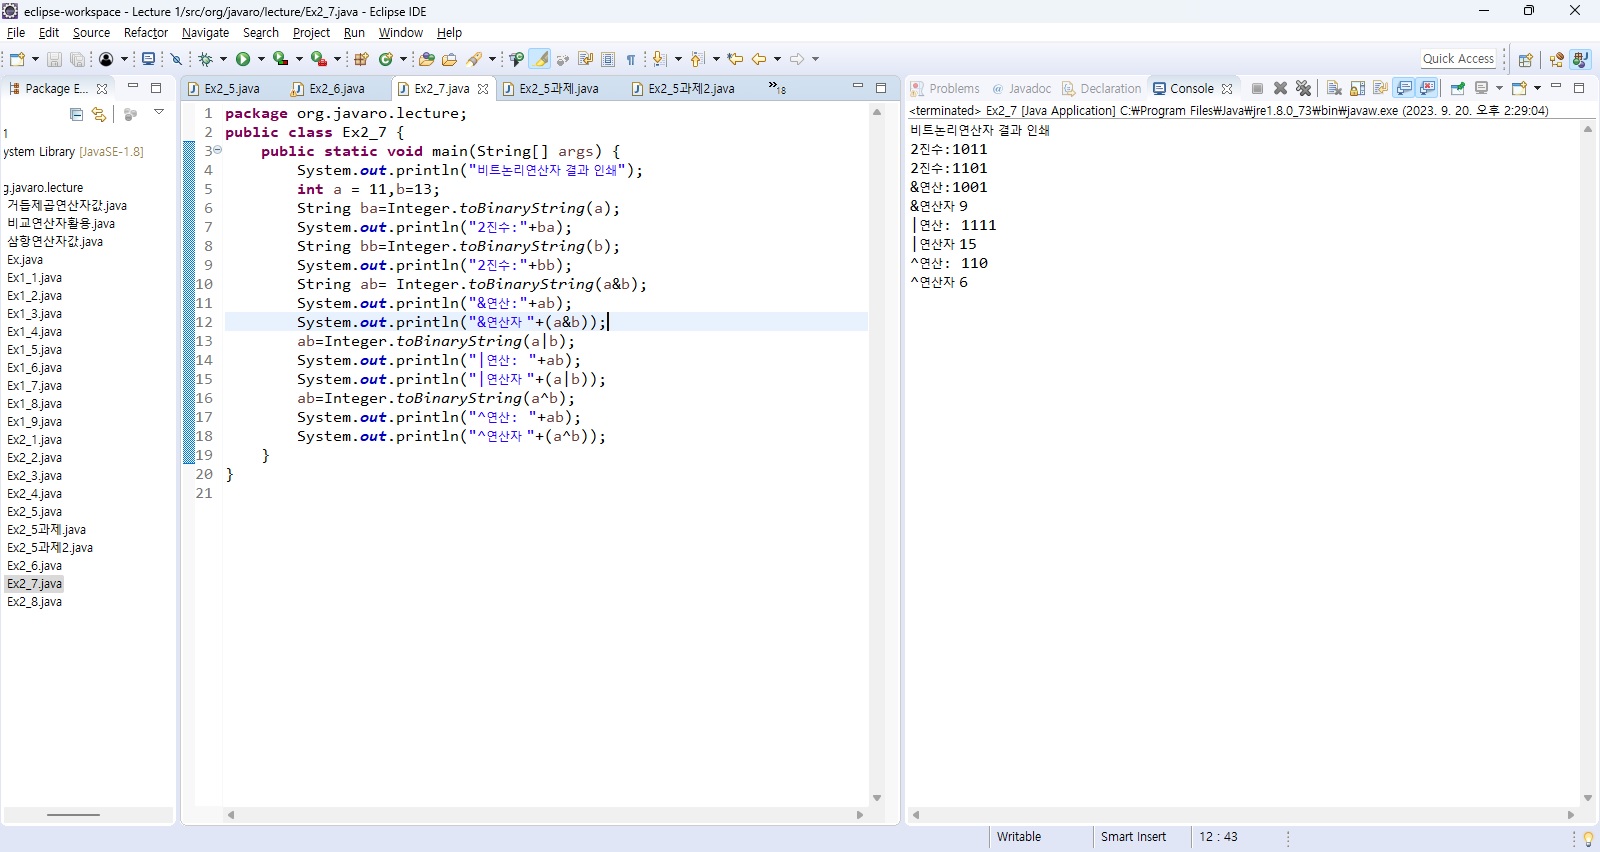 eclipse-workspace - Lecture 1/src/org/javaro/lecture/Ex2_7.java - Eclipse IDE
File Edit Source Refactor Navigate Search Project Run Window Help
Quick Access
Package E...
1
ystem Library [JavaSE-1.8]
g.javaro.lecture
거듭제곱연산자값.java
비교연산자활용.java
삼항연산자값.java
Ex.java
Ex1_1.java
Ex1_2.java
Ex1_3.java
Ex1_4.java
Ex1_5.java
Ex1_6.java
Ex1_7.java
Ex1_8.java
Ex1_9.java
Ex2_1.java
Ex2_2.java
Ex2_3.java
Ex2_4.java
Ex2_5.java
Ex2_5과제.java
Ex2_5과제2.java
Ex2_6.java
Ex2_7.java
Ex2_8.java
Ex2_5.java Ex2_6.java Ex2_7.java Ex2_5과제.java Ex2_5과제2.java »18
1 package org.javaro.lecture;
2 public class Ex2_7 {
3 public static void main(String[] args) {
4 System.out.println("비트논리연산자 결과 인쇄");
5 int a = 11,b=13;
6 String ba=Integer.toBinaryString(a);
7 System.out.println("2진수:"+ba);
8 String bb=Integer.toBinaryString(b);
9 System.out.println("2진수:"+bb);
10 String ab= Integer.toBinaryString(a&b);
11 System.out.println("&연산:"+ab);
12 System.out.println("&연산자 "+(a&b));
13 ab=Integer.toBinaryString(a|b);
14 System.out.println("|연산: "+ab);
15 System.out.println("|연산자 "+(a|b));
16 ab=Integer.toBinaryString(a^b);
17 System.out.println("^연산: "+ab);
18 System.out.println("^연산자 "+(a^b));
19 }
20 }
21
Problems @ Javadoc Declaration Console
<terminated> Ex2_7 [Java Application] C:₩Program Files₩Java₩jre1.8.0_73₩bin₩javaw.exe (2023. 9. 20. 오후 2:29:04)
비트논리연산자 결과 인쇄
2진수:1011
2진수:1101
&연산:1001
&연산자 9
|연산: 1111
|연산자 15
^연산: 110
^연산자 6
Writable Smart Insert 12 : 43